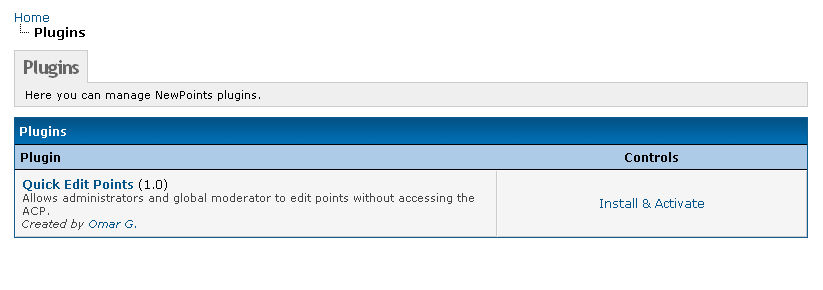 Home
Plugins
Plugins
Here you can manage NewPoints plugins.
Plugins
Plugin Controls
Quick Edit Points (1.0)
Allows administrators and global moderator to edit points without accessing the
ACP.
Created by Omar G.
Install & Activate